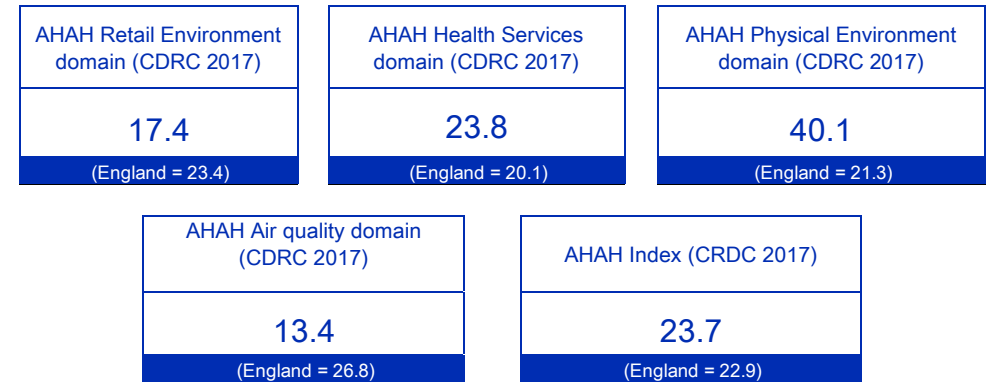 AHAH Retail Environment
domain (CDRC 2017)
17.4
(England = 23.4)
AHAH Health Services
domain (CDRC 2017)
23.8
(England = 20.1)
AHAH Physical Environment
domain (CDRC 2017)
40.1
(England = 21.3)
AHAH Air quality domain
(CDRC 2017)
13.4
(England = 26.8)
AHAH Index (CRDC 2017)
23.7
(England = 22.9)